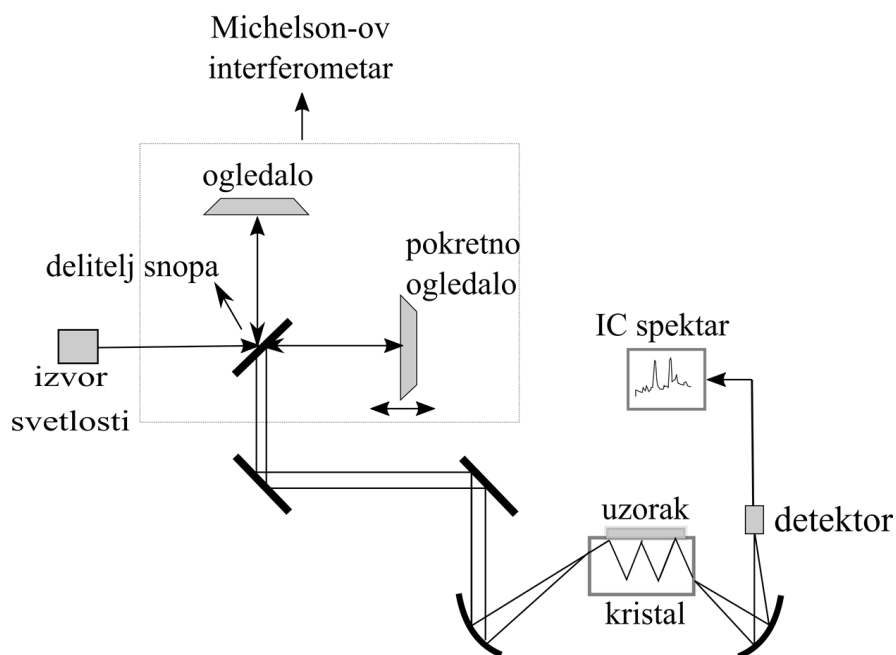 Michelson-ov
interferometar
ogledalo
pokretno
ogledalo
delitelj snopa
izvor
svetlosti
IC spektar
uzorak
detektor
kristal